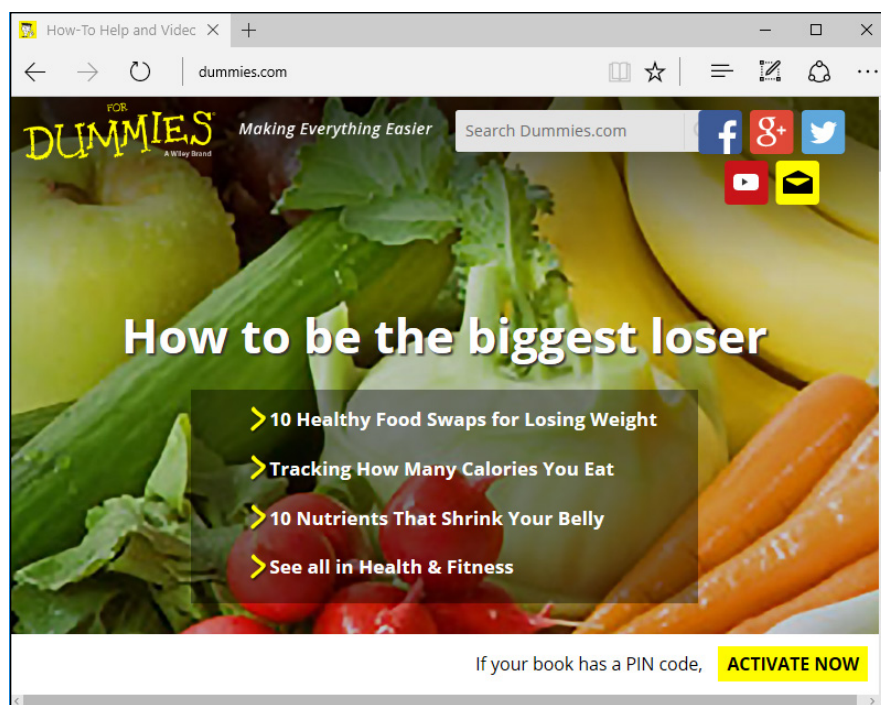 How-To Help and Videc
dummies.com
FOR
DUMMIES
A Wiley Brand
Making Everything Easier
Search Dummies.com
f
g+
How to be the biggest loser
10 Healthy Food Swaps for Losing Weight
Tracking How Many Calories You Eat
10 Nutrients That Shrink Your Belly
See all in Health & Fitness
If your book has a PIN code, ACTIVATE NOW